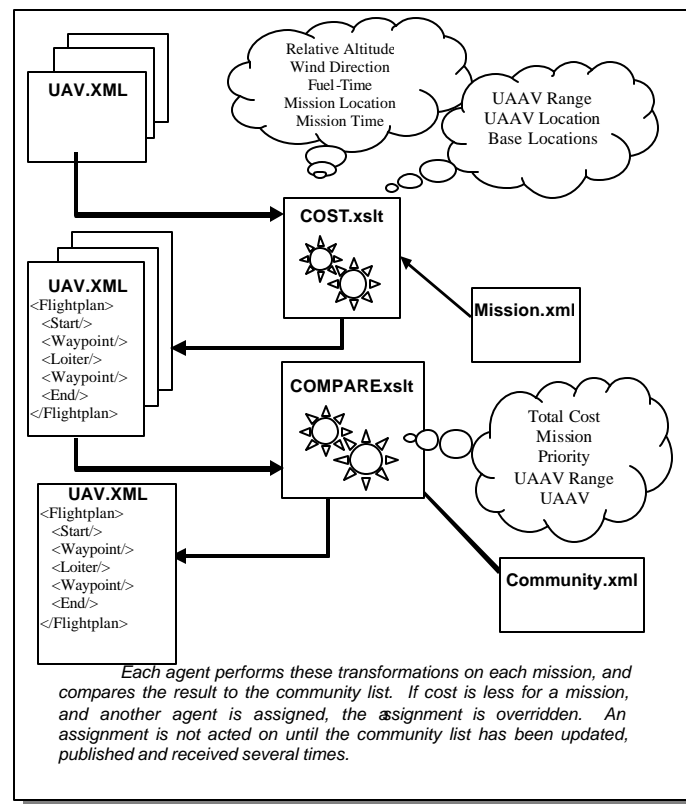 UAV.XML
Relative Altitude
Wind Direction
Fuel-Time
Mission Location
Mission Time
UAAV Range
UAAV Location
Base Locations
COST.xslt
Mission.xml
UAV.XML
<Flightplan>
<Start/>
<Waypoint/>
<Loiter/>
<Waypoint/>
<End/>
</Flightplan>
COMPARExslt
Total Cost
Mission
Priority
UAAV Range
UAAV
UAV.XML
<Flightplan>
<Start/>
<Waypoint/>
<Loiter/>
<Waypoint/>
<End/>
</Flightplan>
Community.xml
Each agent performs these transformations on each mission, and
compares the result to the community list. If cost is less for a mission,
and another agent is assigned, the assignment is overridden. An
assignment is not acted on until the community list has been updated,
published and received several times.